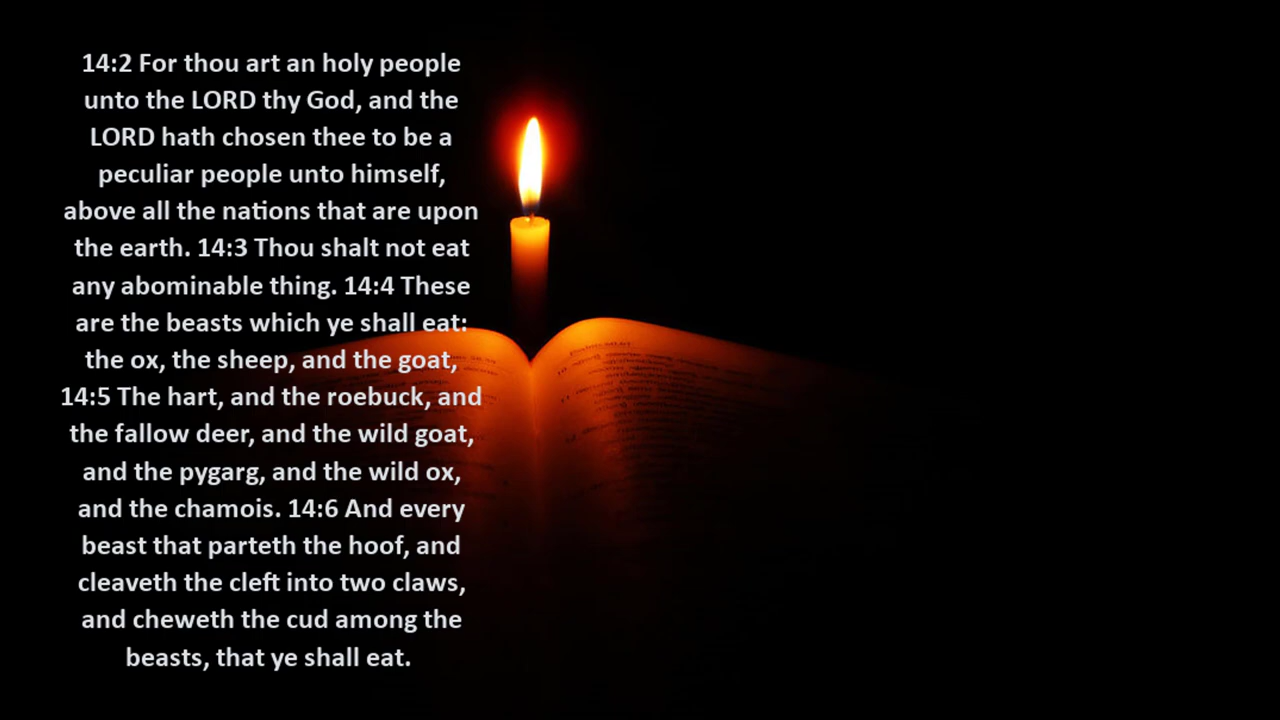 14:2 For thou art an holy people
unto the LORD thy God, and the
LORD hath chosen thee to be a
peculiar people unto himself,
above all the nations that are upon
the earth. 14:3 Thou shalt not eat
any abominable thing. 14:4 These
are the beasts which ye shall eat:
the ox, the sheep, and the goat,
14:5 The hart, and the roebuck, and
the fallow deer, and the wild goat,
and the pygarg, and the wild ox,
and the chamois. 14:6 And every
beast that parteth the hoof, and
cleaveth the cleft into two claws,
and cheweth the cud among the
beasts, that ye shall eat.